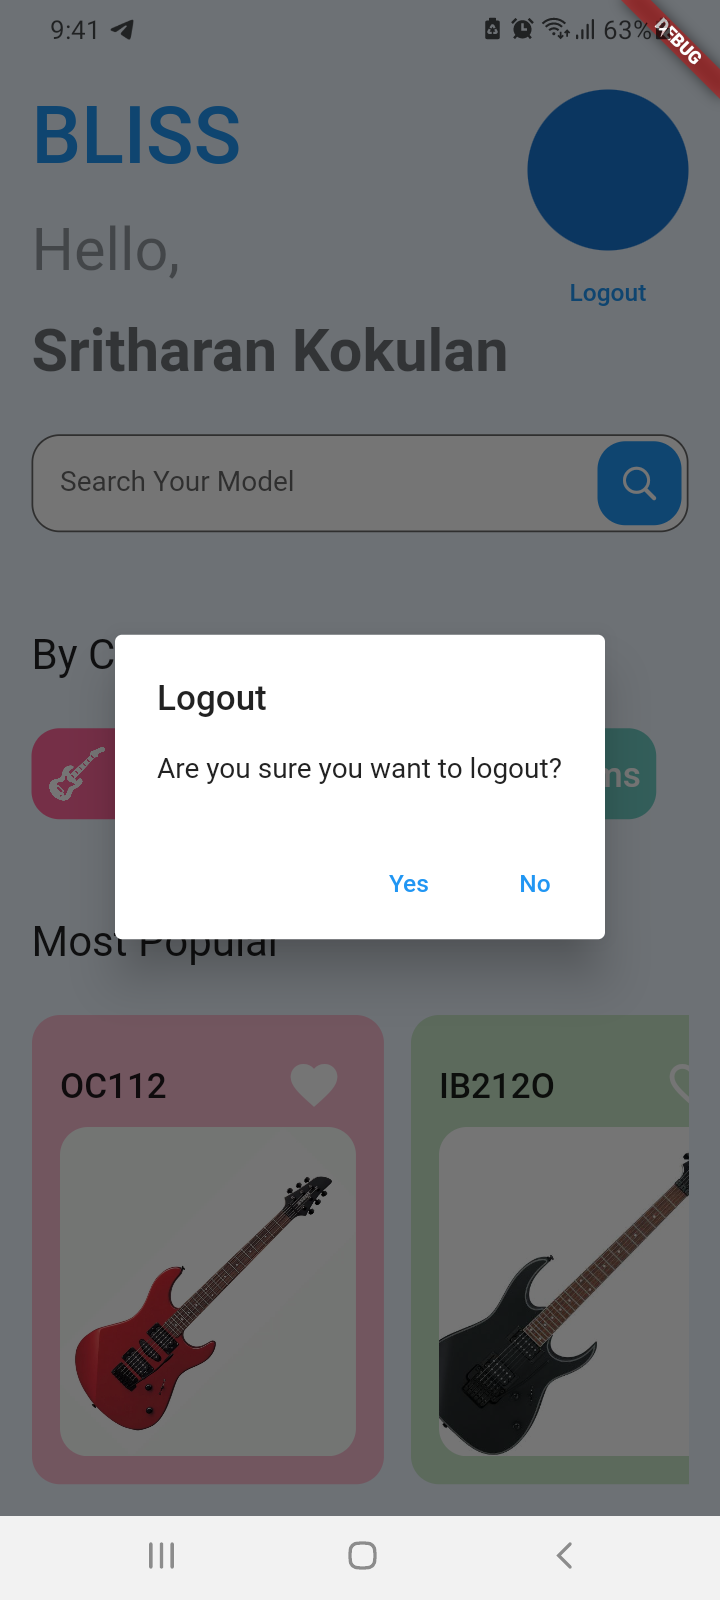 9:41
63%
DEBUG
BLISS
Hello,
Logout
Sritharan Kokulan
Search Your Model
By C
Logout
Are you sure you want to logout?
ms
Yes
No
Most Popular
OC112
IB212O